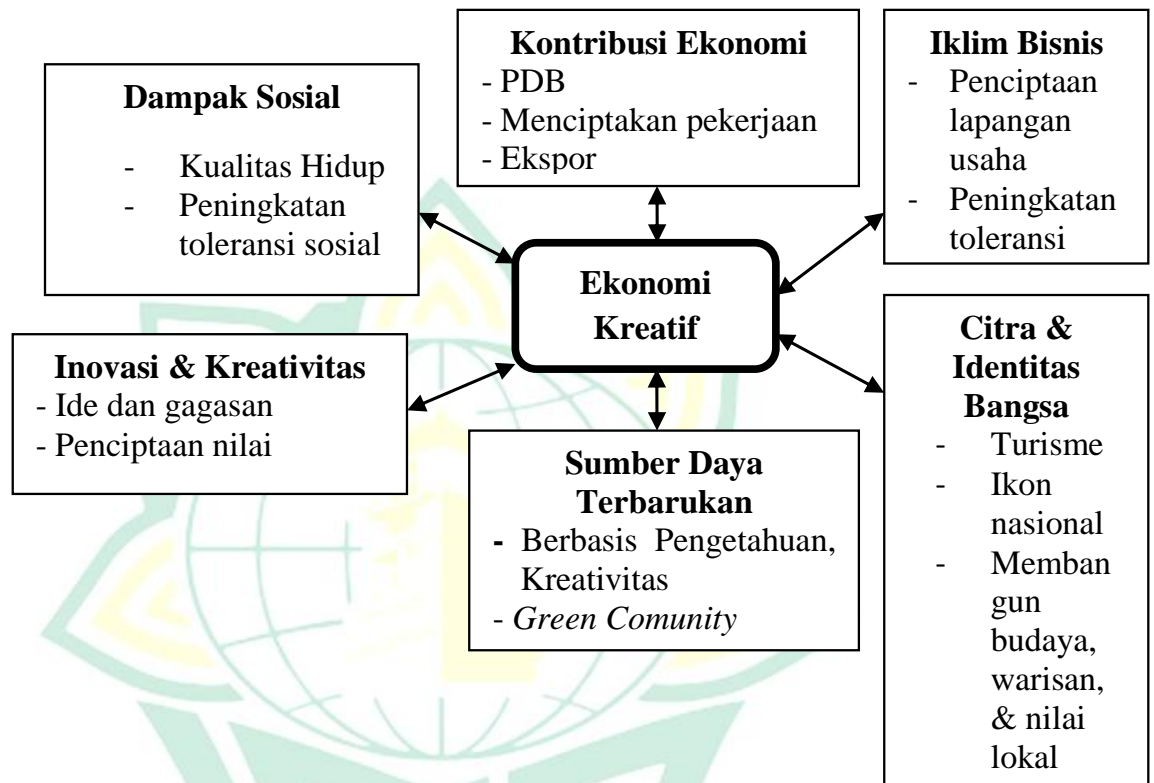 Dampak Sosial
- Kualitas Hidup
- Peningkatan
toleransi sosial
Kontribusi Ekonomi
- PDB
- Menciptakan pekerjaan
- Ekspor
Iklim Bisnis
- Penciptaan
lapangan
usaha
- Peningkatan
toleransi
Ekonomi
Kreatif
Inovasi & Kreativitas
- Ide dan gagasan
- Penciptaan nilai
Sumber Daya
Terbarukan
- Berbasis Pengetahuan,
Kreativitas
- Green Comunity
Citra &
Identitas
Bangsa
- Turisme
- Ikon
nasional
- Memban
gun
budaya,
warisan,
& nilai
lokal